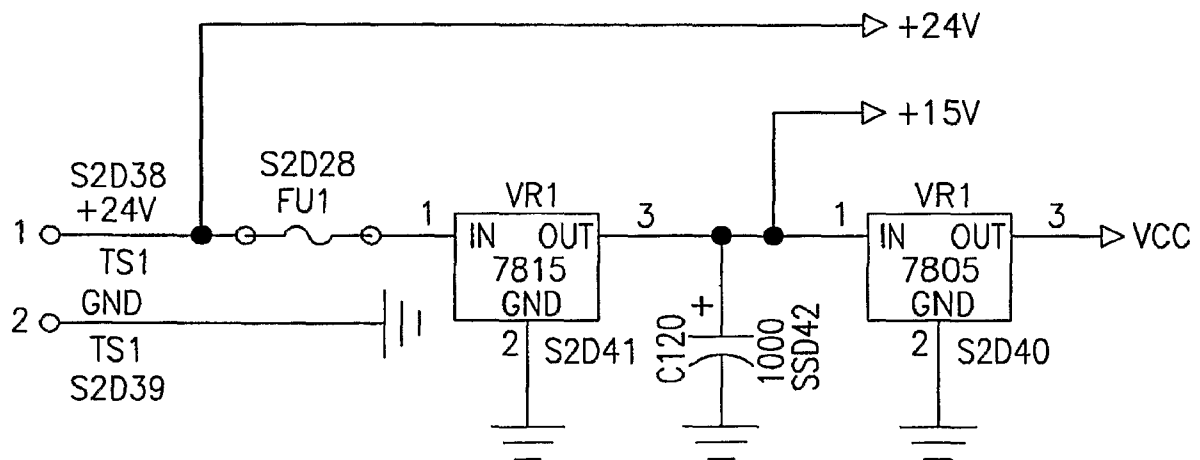 +24V
+15V
S2D38
+24V
1
TS1
S2D28
FU1
1
VR1
IN OUT
7815
GND
3
2
S2D41
+
C120
1000
SSD42
1
VR1
IN OUT
7805
GND
3
VCC
2
S2D40
2
GND
TS1
S2D39